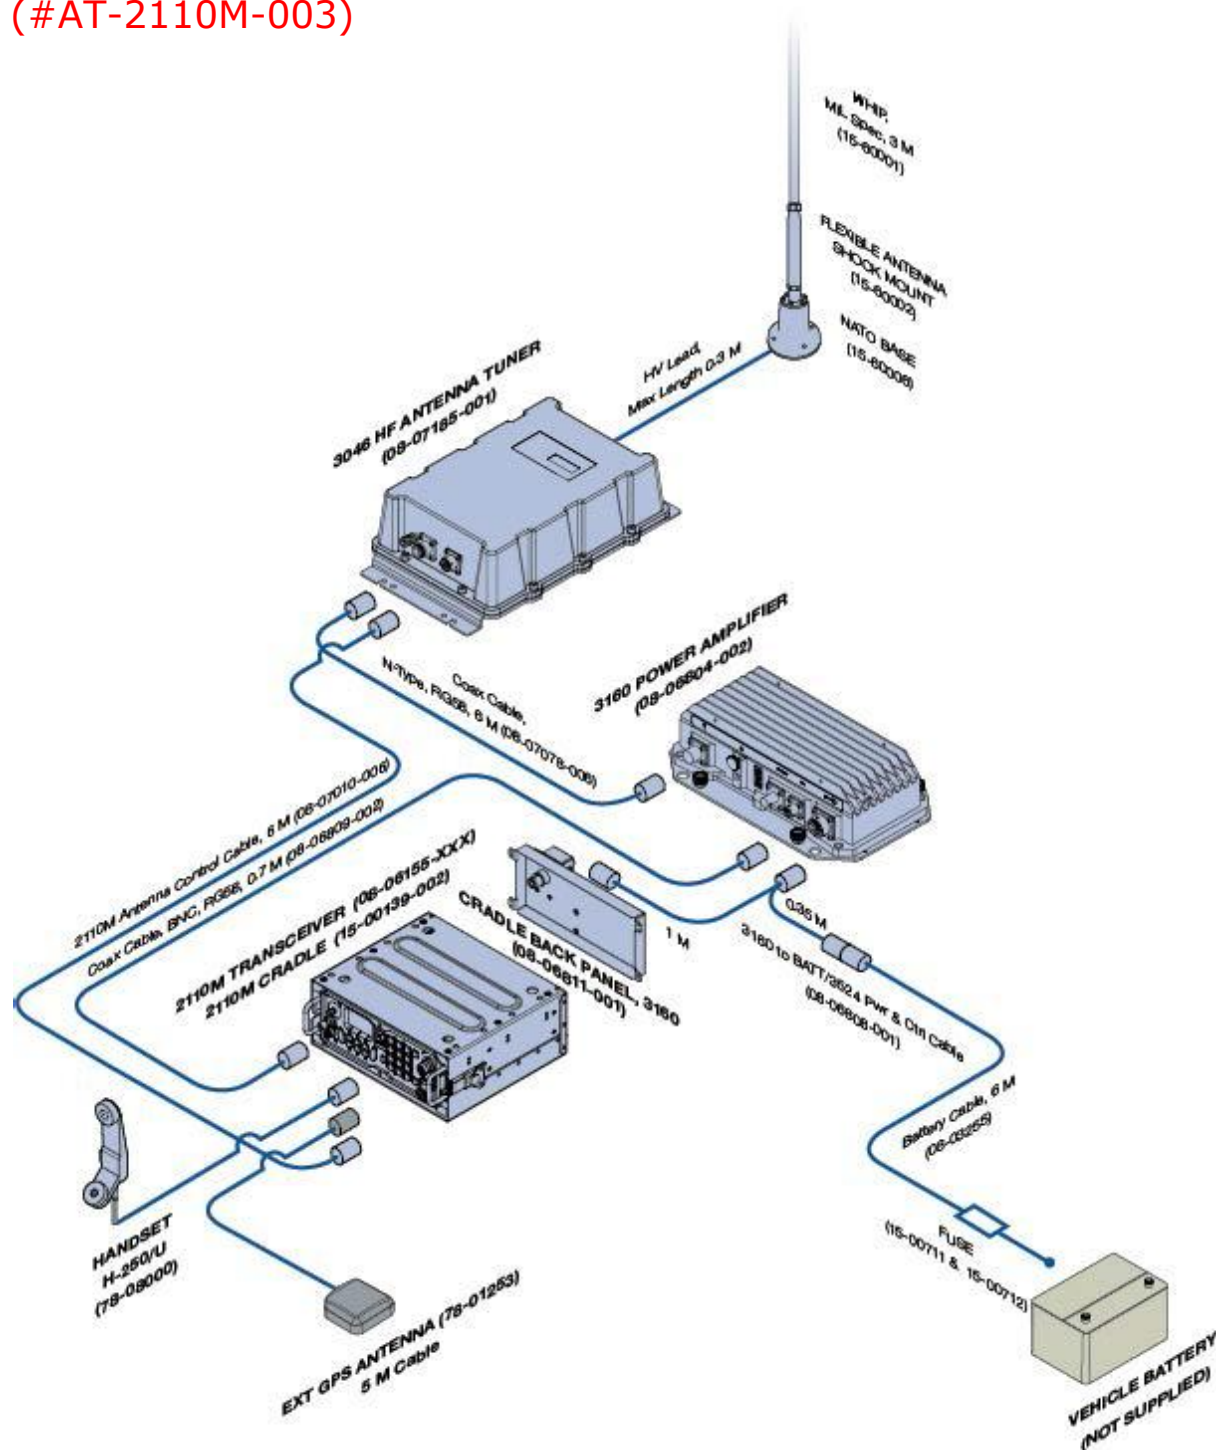 (#AT-2110M-003)
WHIP,
Mil. Spec, 3 M
(15-60001)
FLEXIBLE ANTENNA
SHOCK MOUNT
(15-60002)
NATO BASE
(15-60006)
HV Lead,
Max Length 0.3 M
3046 HF ANTENNA TUNER
(08-07185-001)
3160 POWER AMPLIFIER
(08-06804-002)
Coax Cable,
N-Type, RG58, 6 M (08-07078-006)
2110M Antenna Control Cable, 6 M (08-07010-006)
Coax Cable, BNC, RG58, 0.7 M (08-06809-002)
2110M TRANSCEIVER (08-06155-XXX)
2110M CRADLE (15-00139-002)
CRADLE BACK PANEL, 3160
(08-06811-001)
1 M
0.35 M
3160 to BATT/3524 Pwr & Ctrl Cable
(08-06808-001)
Battery Cable, 6 M
(08-03255)
FUSE
(15-00711 & 15-00712)
HANDSET
H-250/U
(78-08000)
EXT GPS ANTENNA (78-01253)
5 M Cable
VEHICLE BATTERY
(NOT SUPPLIED)